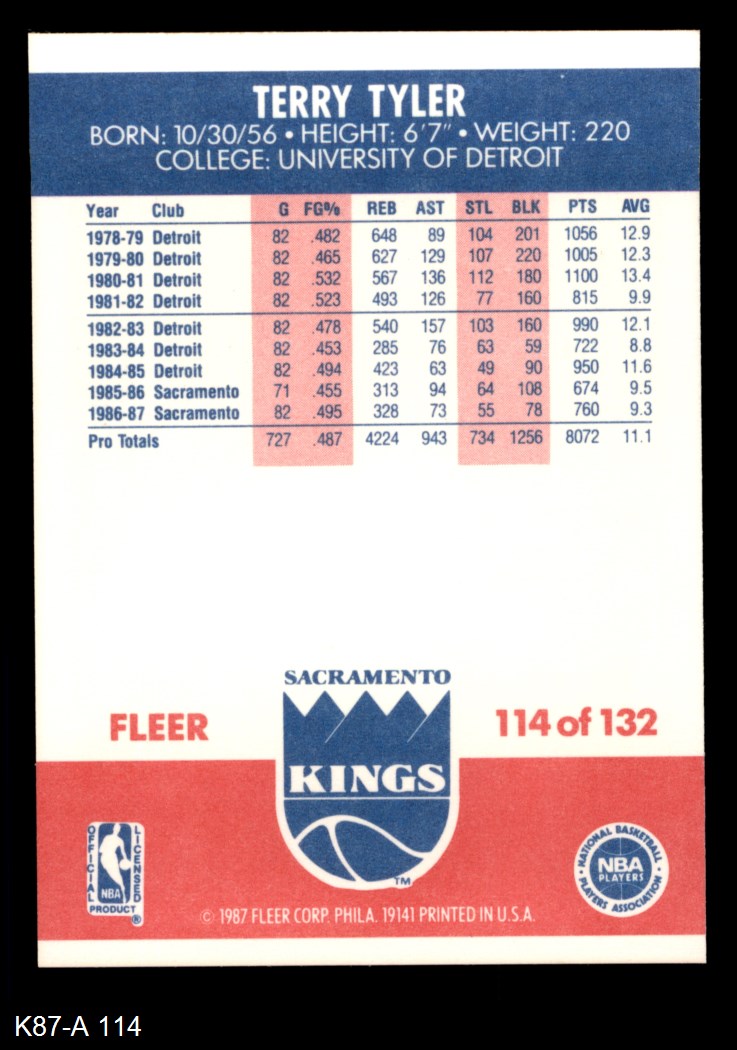 TERRY TYLER
BORN: 10/30/56 • HEIGHT: 6'7" • WEIGHT: 220
COLLEGE: UNIVERSITY OF DETROIT
Year Club G FG% REB AST STL BLK PTS AVG
1978-79 Detroit 82 .482 648 89 104 201 1056 12.9
1979-80 Detroit 82 .465 627 129 107 220 1005 12.3
1980-81 Detroit 82 .532 567 136 112 180 1100 13.4
1981-82 Detroit 82 .523 493 126 77 160 815 9.9
1982-83 Detroit 82 .478 540 157 103 160 990 12.1
1983-84 Detroit 82 .453 285 76 63 59 722 8.8
1984-85 Detroit 82 .494 423 63 49 90 950 11.6
1985-86 Sacramento 71 .455 313 94 64 108 674 9.5
1986-87 Sacramento 82 .495 328 73 55 78 760 9.3
Pro Totals 727 .487 4224 943 734 1256 8072 11.1
SACRAMENTO
KINGS
TM
FLEER
114 of 132
OFFICIAL LICENSED
NBA
PRODUCT ®
NATIONAL BASKETBALL
NBA
PLAYERS
PLAYERS ASSOCIATION
© 1987 FLEER CORP. PHILA. 19141 PRINTED IN U.S.A.
K87-A 114